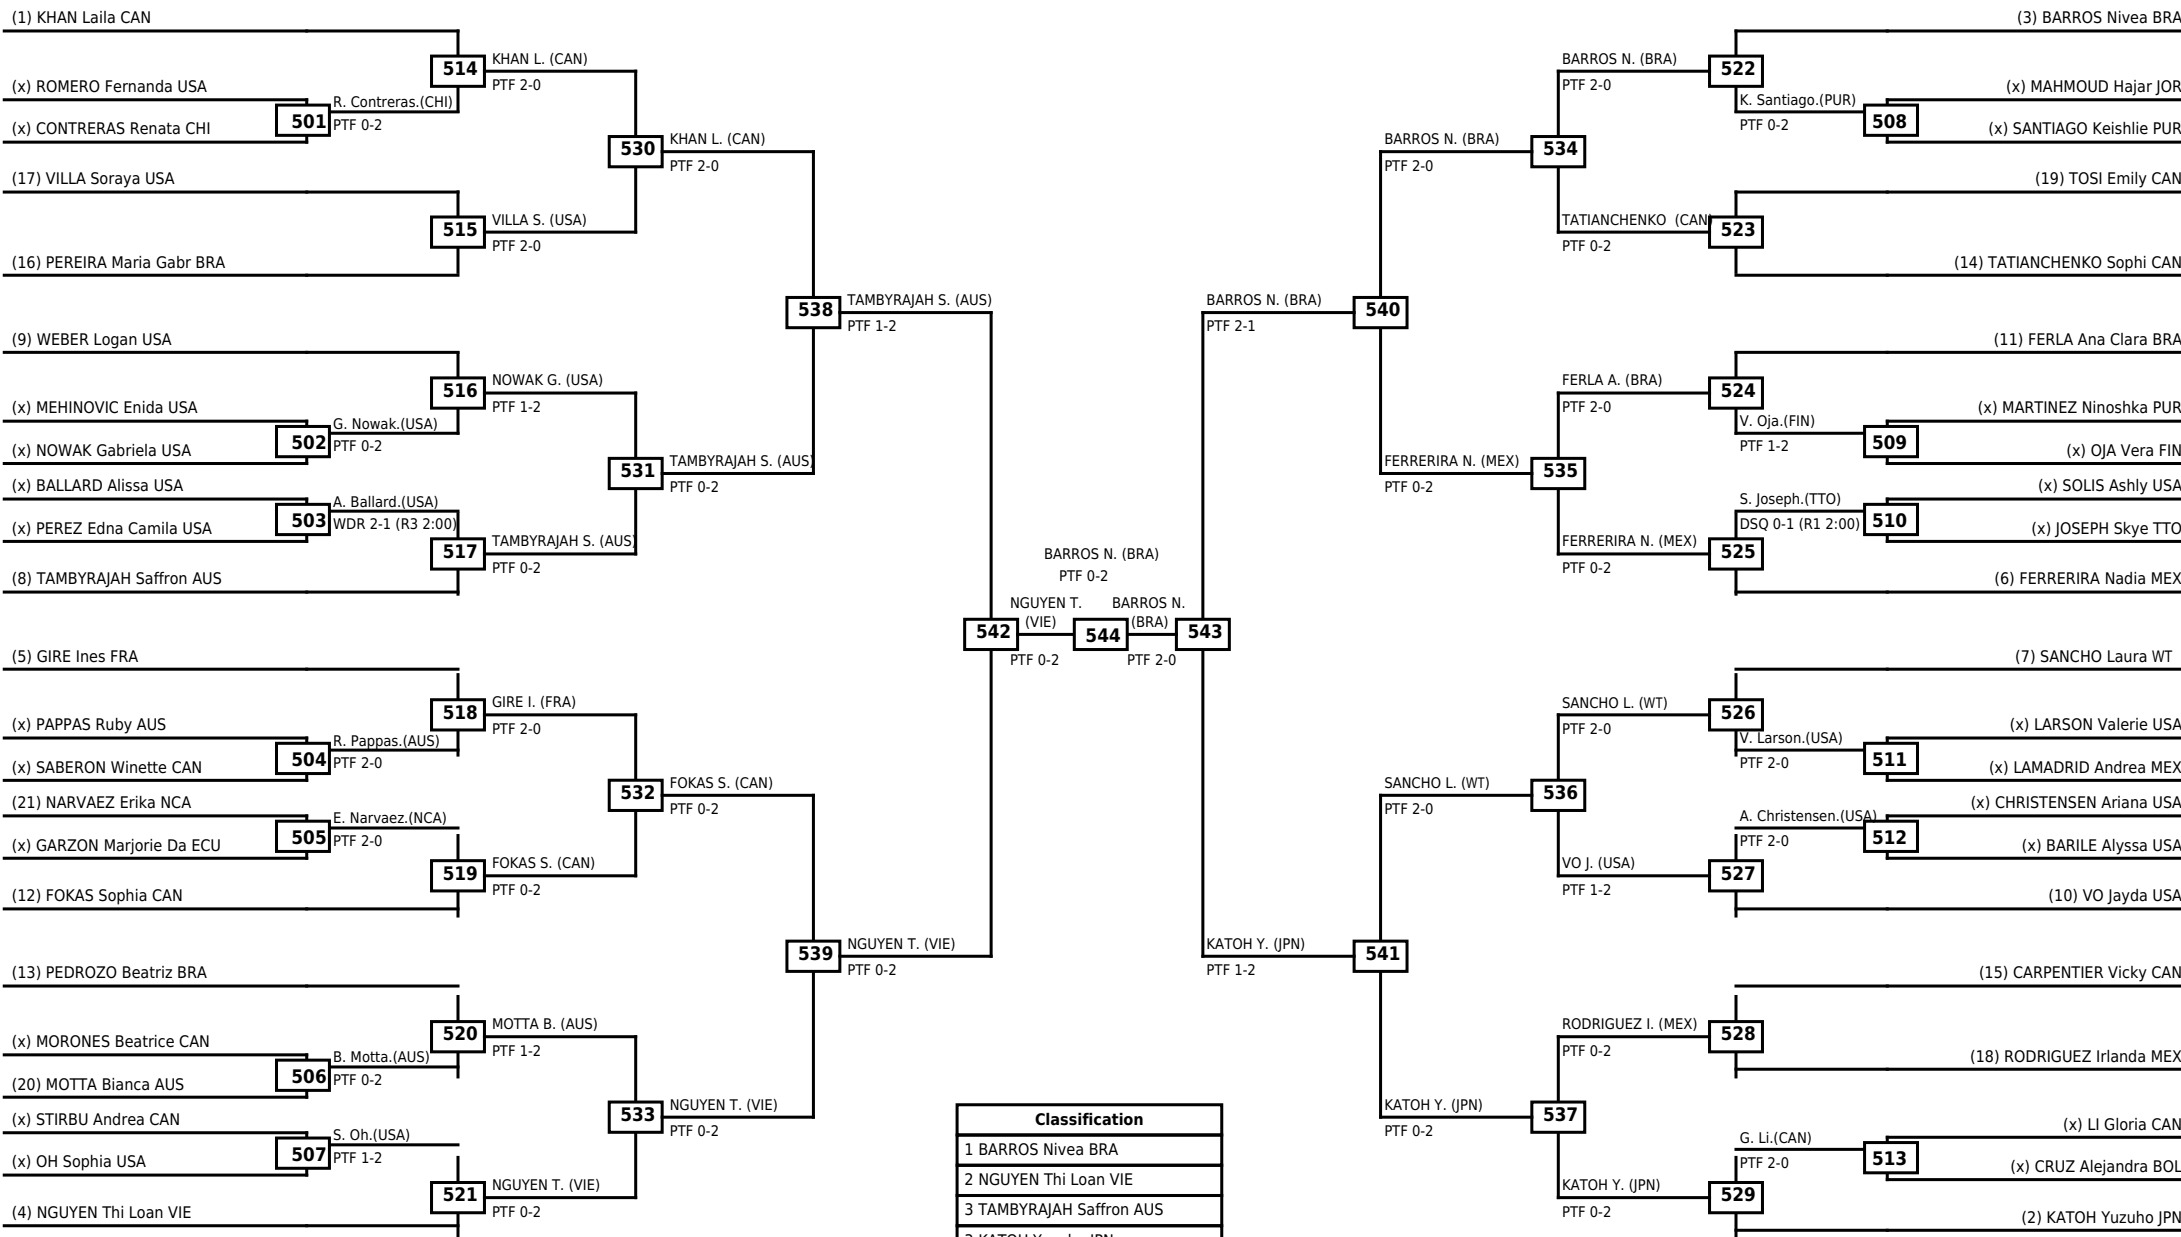 (1) KHAN Laila CAN
(x) ROMERO Fernanda USA
(x) CONTRERAS Renata CHI
(17) VILLA Soraya USA
(16) PEREIRA Maria Gabr BRA
(9) WEBER Logan USA
(x) MEHINOVIC Enida USA
(x) NOWAK Gabriela USA
(x) BALLARD Alissa USA
(x) PEREZ Edna Camila USA
(8) TAMBYRAJAH Saffron AUS
(5) GIRE Ines FRA
(x) PAPPAS Ruby AUS
(x) SABERON Winette CAN
(21) NARVAEZ Erika NCA
(x) GARZON Marjorie Da ECU
(12) FOKAS Sophia CAN
(13) PEDROZO Beatriz BRA
(x) MORONES Beatrice CAN
(20) MOTTA Bianca AUS
(x) STIRBU Andrea CAN
(x) OH Sophia USA
(4) NGUYEN Thi Loan VIE
501
R. Contreras.(CHI)
PTF 0-2
502
G. Nowak.(USA)
PTF 0-2
503
A. Ballard.(USA)
WDR 2-1 (R3 2:00)
504
R. Pappas.(AUS)
PTF 2-0
505
E. Narvaez.(NCA)
PTF 2-0
506
B. Motta.(AUS)
PTF 0-2
507
S. Oh.(USA)
PTF 1-2
514
KHAN L. (CAN)
PTF 2-0
515
VILLA S. (USA)
PTF 2-0
516
NOWAK G. (USA)
PTF 1-2
517
TAMBYRAJAH S. (AUS)
PTF 0-2
518
GIRE I. (FRA)
PTF 2-0
519
FOKAS S. (CAN)
PTF 0-2
520
MOTTA B. (AUS)
PTF 1-2
521
NGUYEN T. (VIE)
PTF 0-2
530
KHAN L. (CAN)
PTF 2-0
531
TAMBYRAJAH S. (AUS)
PTF 0-2
532
FOKAS S. (CAN)
PTF 0-2
533
NGUYEN T. (VIE)
PTF 0-2
538
TAMBYRAJAH S. (AUS)
PTF 1-2
539
NGUYEN T. (VIE)
PTF 0-2
BARROS N. (BRA)
PTF 0-2
542
NGUYEN T.
(VIE)
PTF 0-2
544
BARROS N.
(BRA)
PTF 2-0
543
BARROS N. (BRA)
PTF 2-1
540
KATOH Y. (JPN)
PTF 1-2
541
BARROS N. (BRA)
PTF 2-0
534
FERRERIRA N. (MEX)
PTF 0-2
535
SANCHO L. (WT)
PTF 2-0
536
KATOH Y. (JPN)
PTF 0-2
537
BARROS N. (BRA)
PTF 2-0
522
TATIANCHENKO (CAN)
PTF 0-2
523
FERLA A. (BRA)
PTF 2-0
524
FERRERIRA N. (MEX)
PTF 0-2
525
SANCHO L. (WT)
PTF 2-0
526
VO J. (USA)
PTF 1-2
527
RODRIGUEZ I. (MEX)
PTF 0-2
528
KATOH Y. (JPN)
PTF 0-2
529
K. Santiago.(PUR)
PTF 0-2
508
V. Oja.(FIN)
PTF 1-2
509
S. Joseph.(TTO)
DSQ 0-1 (R1 2:00)
510
V. Larson.(USA)
PTF 2-0
511
A. Christensen.(USA)
PTF 2-0
512
G. Li.(CAN)
PTF 2-0
513
(3) BARROS Nivea BRA
(x) MAHMOUD Hajar JOR
(x) SANTIAGO Keishlie PUR
(19) TOSI Emily CAN
(14) TATIANCHENKO Sophi CAN
(11) FERLA Ana Clara BRA
(x) MARTINEZ Ninoshka PUR
(x) OJA Vera FIN
(x) SOLIS Ashly USA
(x) JOSEPH Skye TTO
(6) FERRERIRA Nadia MEX
(7) SANCHO Laura WT
(x) LARSON Valerie USA
(x) LAMADRID Andrea MEX
(x) CHRISTENSEN Ariana USA
(x) BARILE Alyssa USA
(10) VO Jayda USA
(15) CARPENTIER Vicky CAN
(18) RODRIGUEZ Irlanda MEX
(x) LI Gloria CAN
(x) CRUZ Alejandra BOL
(2) KATOH Yuzuho JPN
Classification
1 BARROS Nivea BRA
2 NGUYEN Thi Loan VIE
3 TAMBYRAJAH Saffron AUS